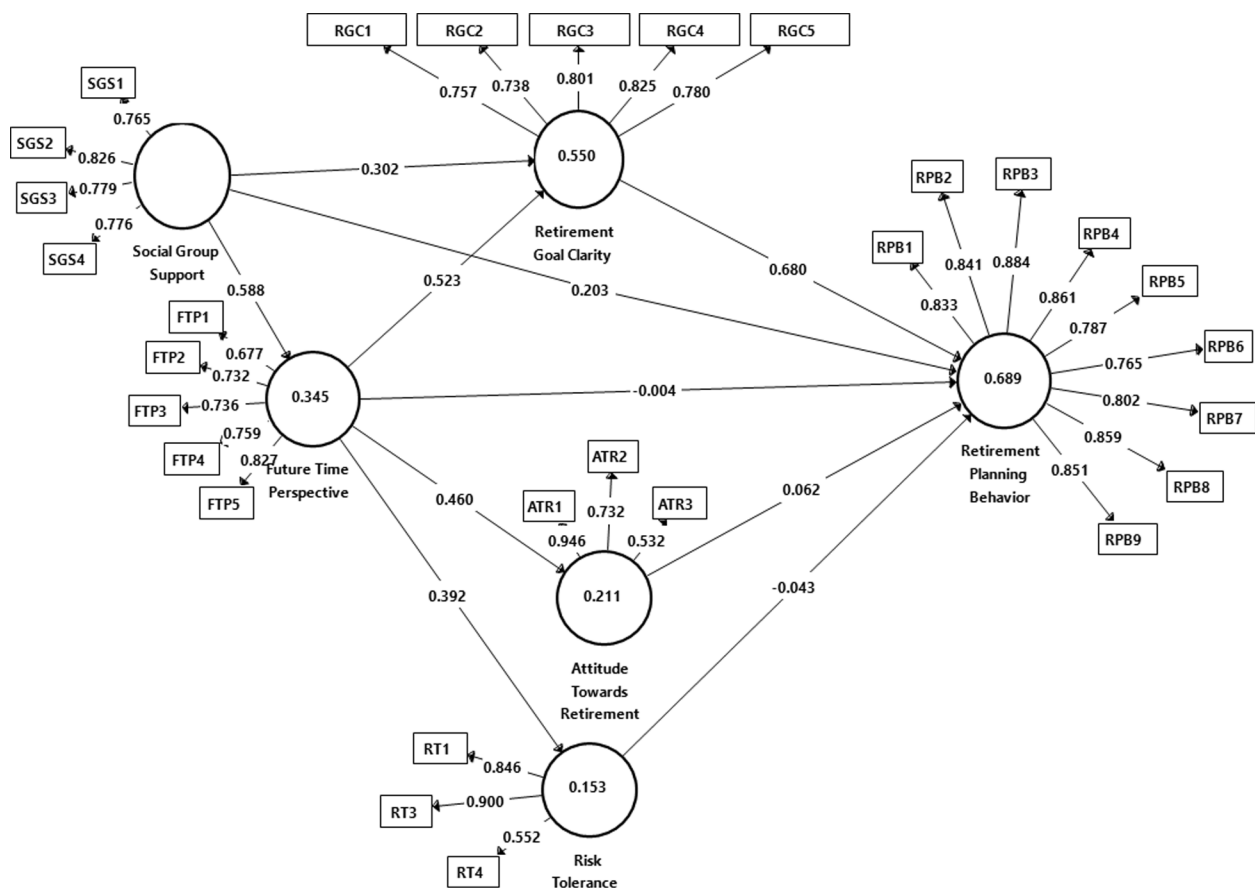 RGC1
RGC2
RGC3
RGC4
RGC5
0.757
0.738
0.801
0.825
0.780
SGS1
SGS2
SGS3
SGS4
0.765
0.826
0.779
0.776
Social Group
Support
0.302
0.550
Retirement
Goal Clarity
0.588
0.523
0.203
0.680
FTP1
FTP2
FTP3
FTP4
FTP5
0.677
0.732
0.736
0.759
0.827
0.345
Future Time
Perspective
-0.004
RPB1
RPB2
RPB3
RPB4
RPB5
RPB6
RPB7
RPB8
RPB9
0.833
0.841
0.884
0.861
0.787
0.765
0.802
0.859
0.851
0.689
Retirement
Planning
Behavior
0.460
0.392
0.062
-0.043
ATR1
ATR2
ATR3
0.946
0.732
0.532
0.211
Attitude
Towards
Retirement
RT1
RT3
RT4
0.846
0.900
0.552
0.153
Risk
Tolerance